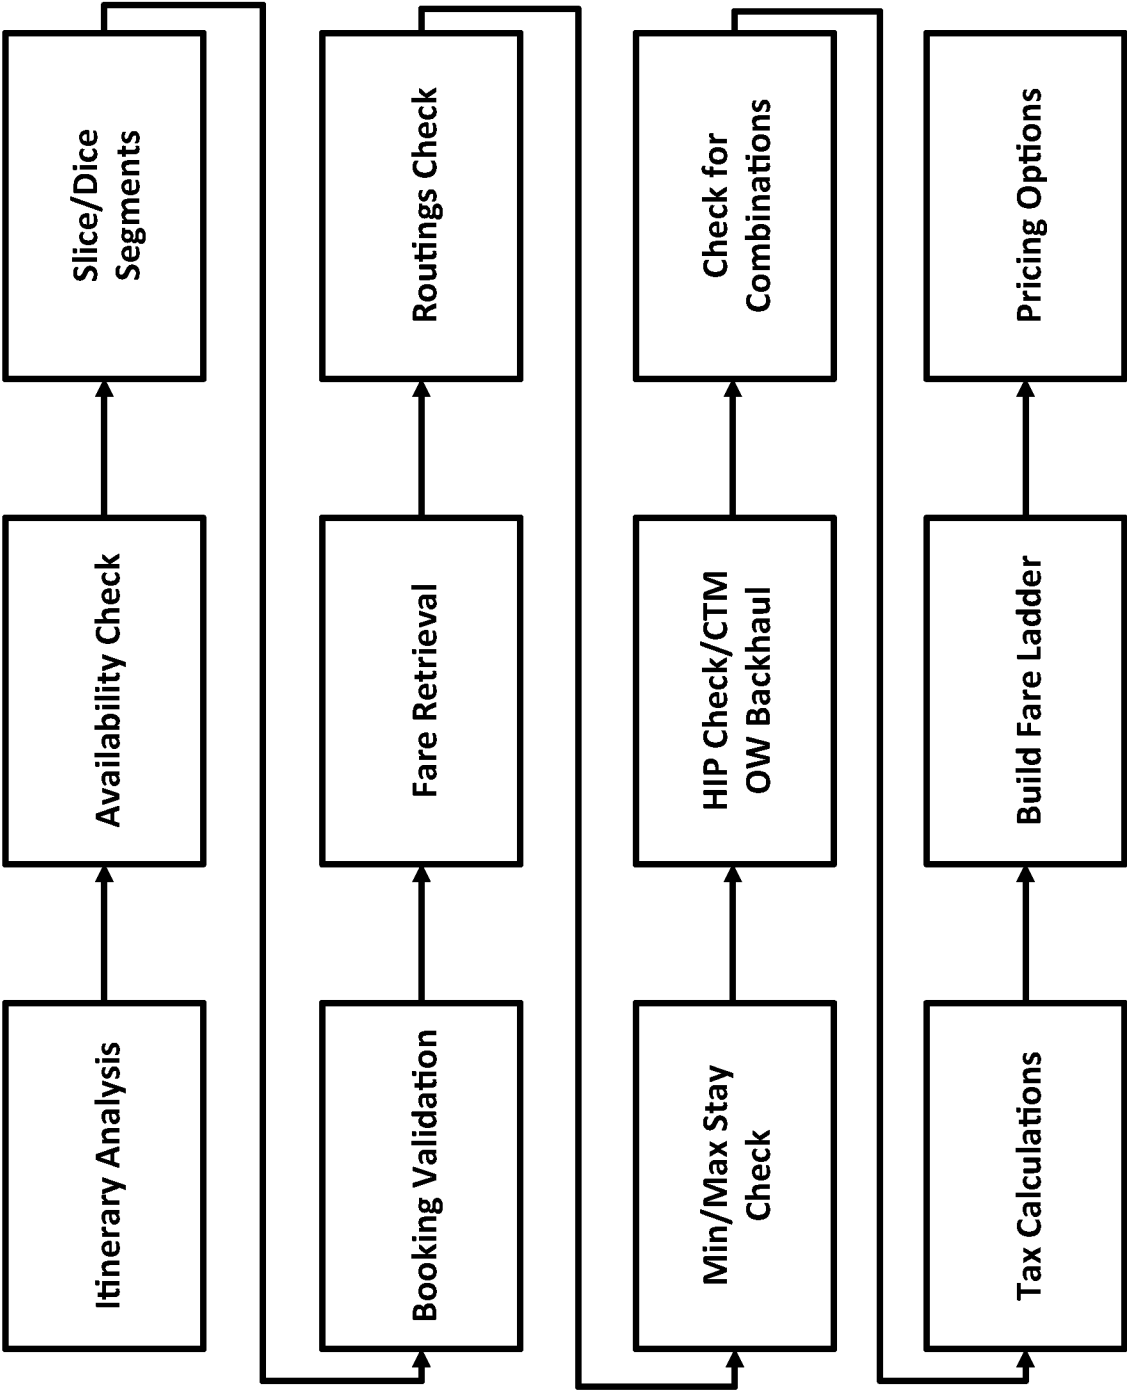 Itinerary Analysis
Availability Check
Slice/Dice
Segments
Booking Validation
Fare Retrieval
Routings Check
Min/Max Stay
Check
HIP Check/CTM
OW Backhaul
Check for
Combinations
Tax Calculations
Build Fare Ladder
Pricing Options